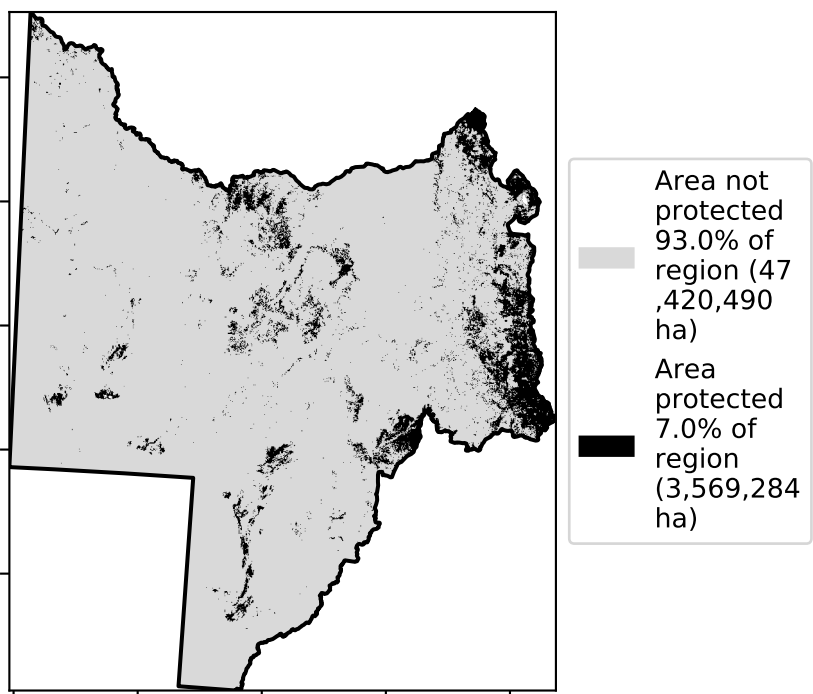 Area not
protected
93.0% of
region (47
,420,490
ha)
Area
protected
7.0% of
region
(3,569,284
ha)